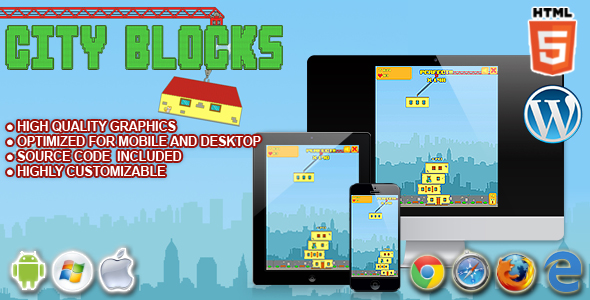 CITY BLOCKS
HTML
5
• HIGH QUALITY GRAPHICS
• OPTIMIZED FOR MOBILE AND DESKTOP
• SOURCE CODE INCLUDED
• HIGHLY CUSTOMIZABLE